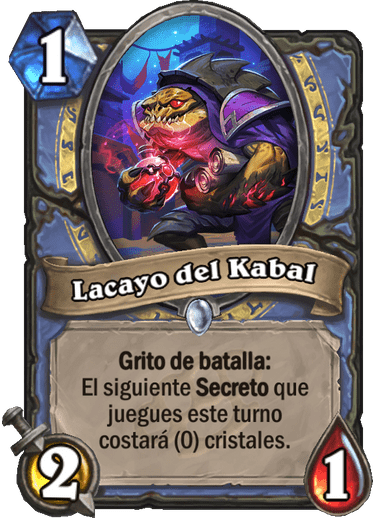 1
Lacayo del Kabal
Grito de batalla:
El siguiente Secreto que
juegues este turno
costará (0) cristales.
2
1